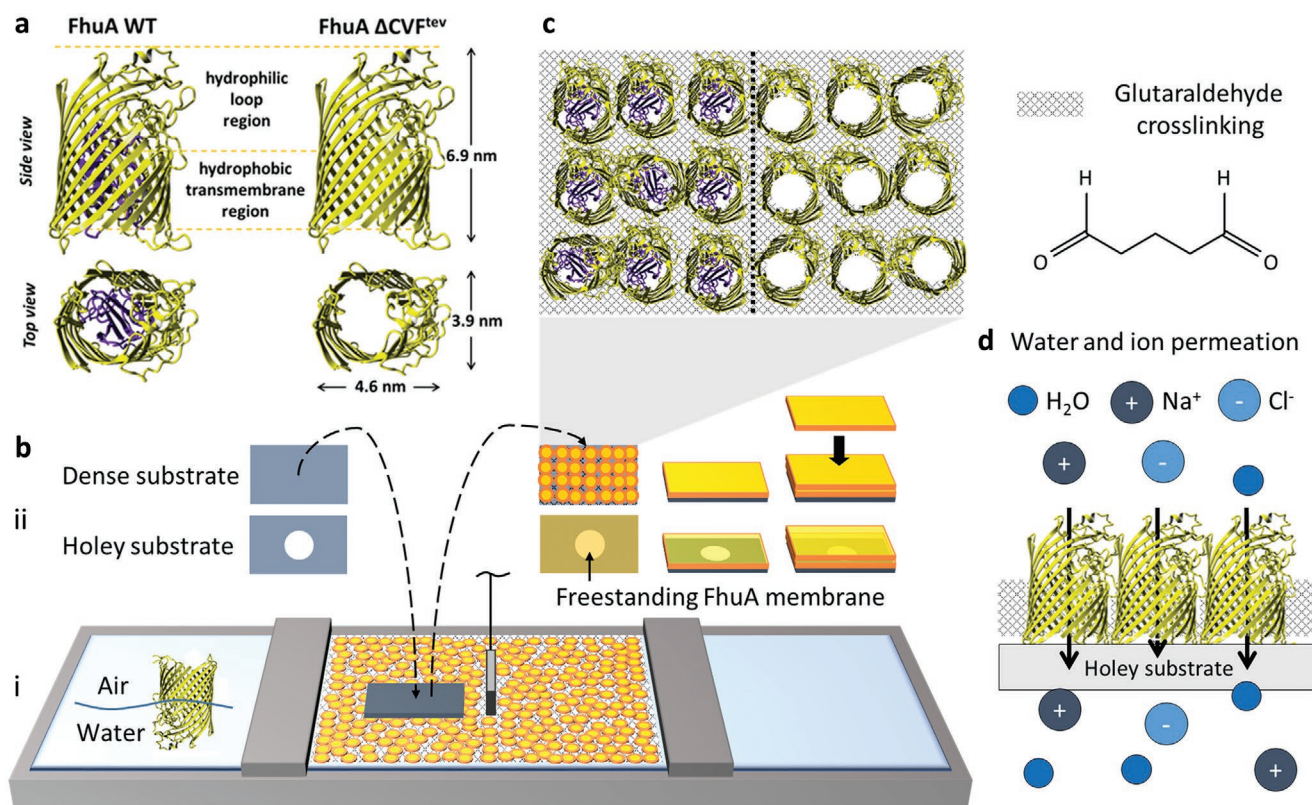 a
FhuA WT
FhuA ΔCVF^tev
hydrophilic
loop
region
hydrophobic
transmembrane
region
Side view
Top view
6.9 nm
3.9 nm
4.6 nm
c
Glutaraldehyde
crosslinking
H
H
O
O
d Water and ion permeation
H₂O
+ Na⁺
- Cl⁻
+
-
Holey substrate
+
-
+
b
Dense substrate
ii
Holey substrate
Freestanding FhuA membrane
i
Air
Water